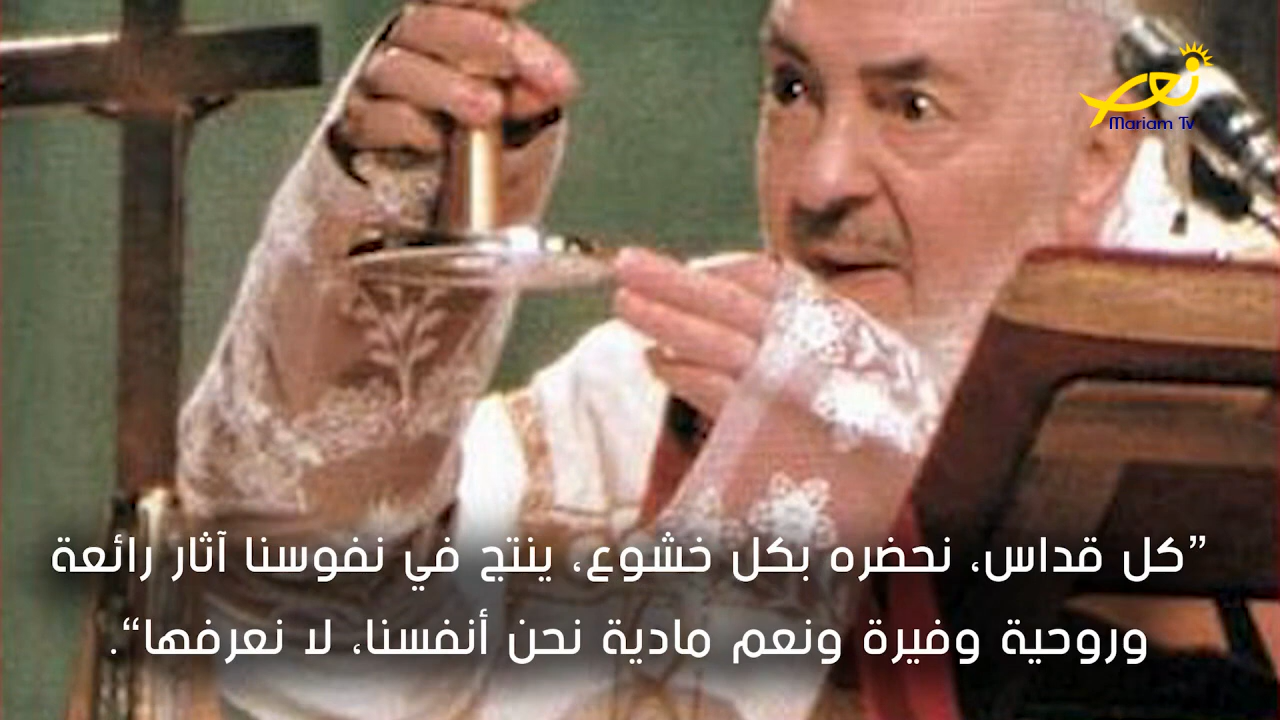 نعم
Mariam Tv
”كل قداس، نحضره بكل خشوع، ينتج في نفوسنا آثار رائعة
وروحية وفيرة ونعم مادية نحن أنفسنا، لا نعرفها“.